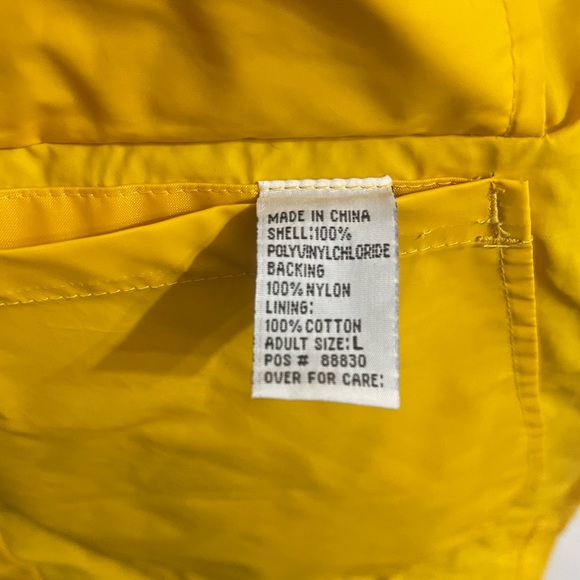 MADE IN CHINA
SHELL:100%
POLYVINYLCHLORIDE
BACKING
100% NYLON
LINING:
100% COTTON
ADULT SIZE: L
POS # 88830
OVER FOR CARE: